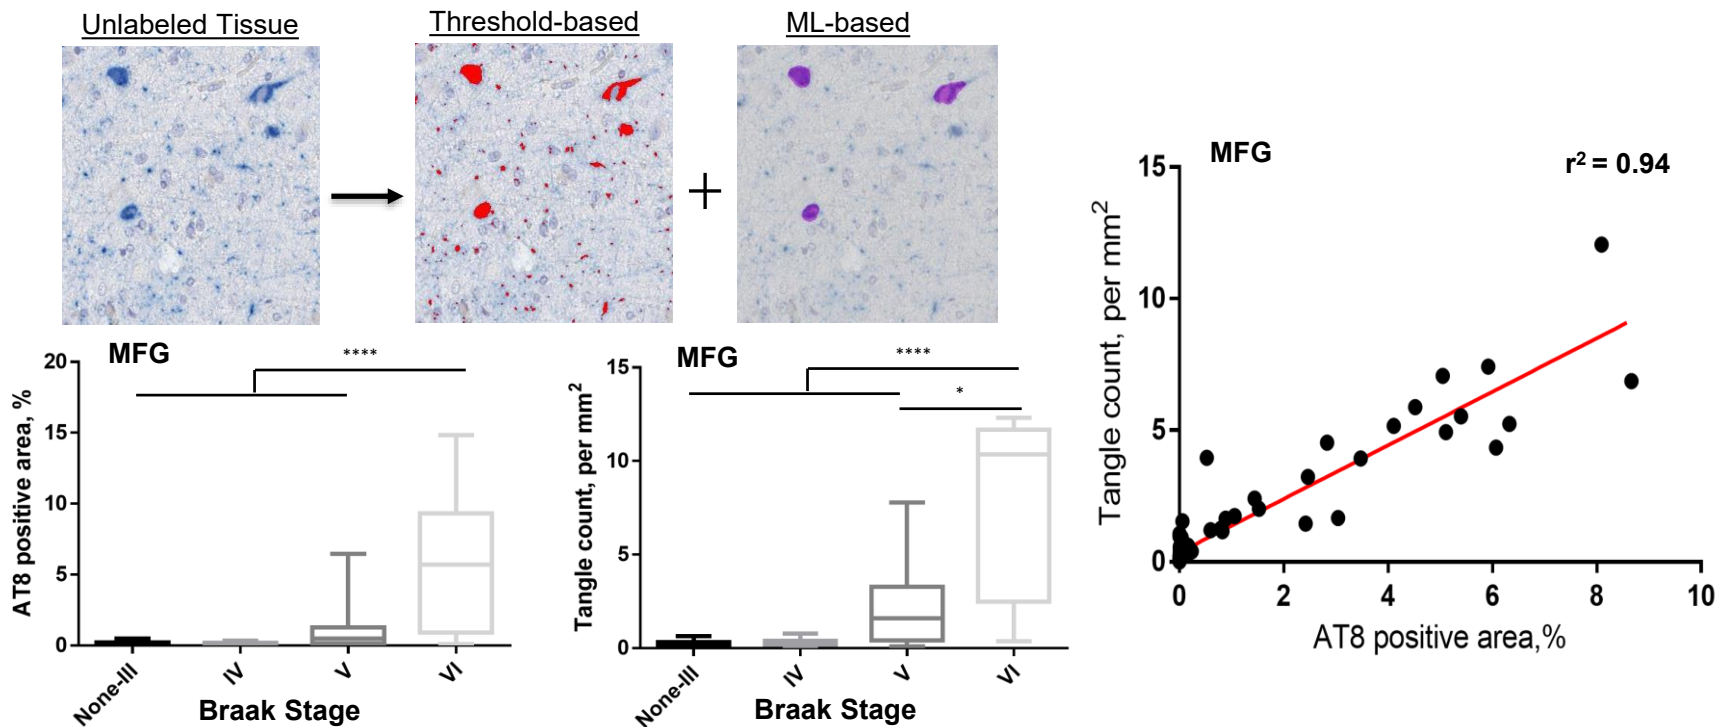 Unlabeled Tissue
Threshold-based
ML-based
+
MFG
****
AT8 positive area, %
20
15
10
5
0
None-III
IV
V
VI
Braak Stage
MFG
****
*
Tangle count, per mm²
15
10
5
0
None-III
IV
V
VI
Braak Stage
MFG
r² = 0.94
Tangle count, per mm²
15
10
5
0
0 2 4 6 8 10
AT8 positive area,%